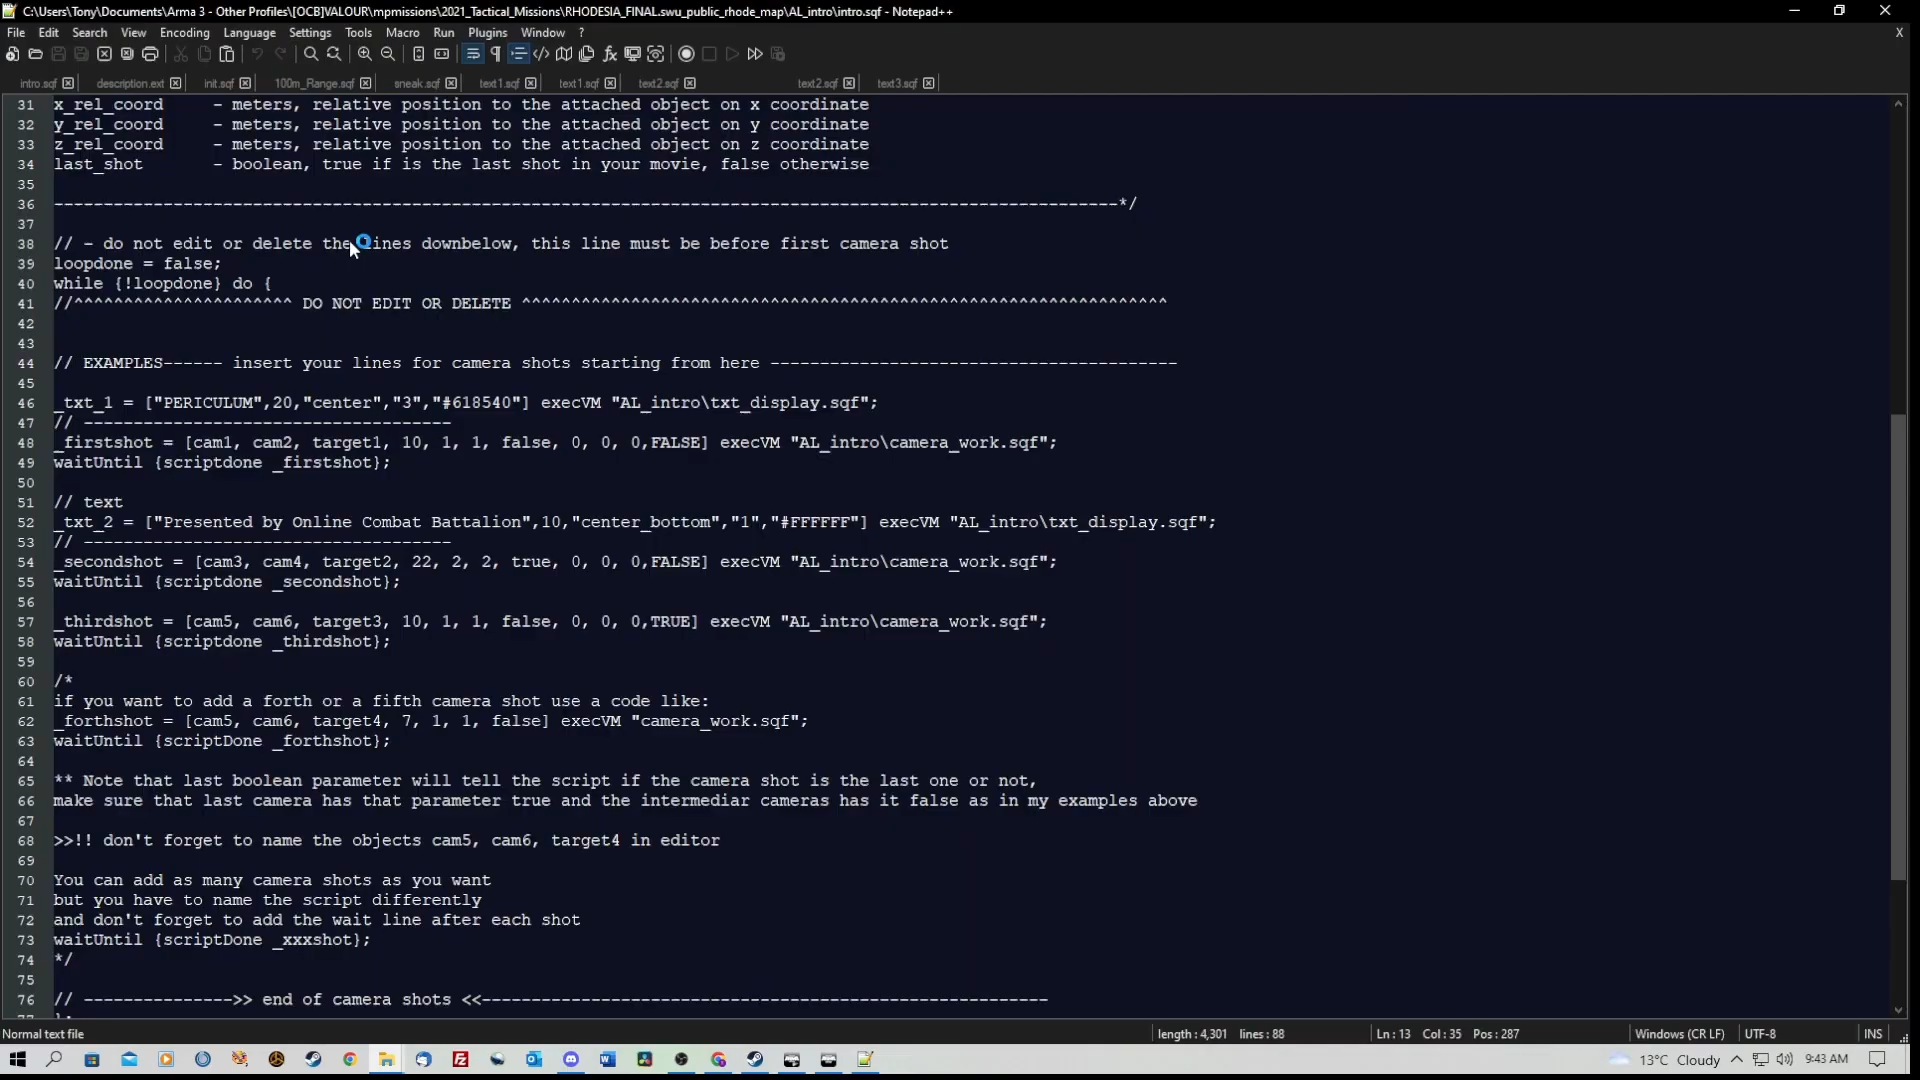 C:\Users\Tony\Documents\Arma 3 - Other Profiles\[OCB]VALOUR\mpmissions\2021_Tactical_Missions\RHODESIA_FINAL.swu_public_rhode_map\AL_intro\intro.sqf - Notepad++
File Edit Search View Encoding Language Settings Tools Macro Run Plugins Window ? X
intro.sqf description.ext init.sqf 100m_Range.sqf sneak.sqf text1.sqf text1.sqf text2.sqf text2.sqf text3.sqf
31 x_rel_coord - meters, relative position to the attached object on x coordinate
32 y_rel_coord - meters, relative position to the attached object on y coordinate
33 z_rel_coord - meters, relative position to the attached object on z coordinate
34 last_shot - boolean, true if is the last shot in your movie, false otherwise
35
36 -----------------------------------------------------------------------------------------------------------*/
37
38 // - do not edit or delete the lines downbelow, this line must be before first camera shot
39 loopdone = false;
40 while {!loopdone} do {
41 //^^^^^^^^^^^^^^^^^^^^^^ DO NOT EDIT OR DELETE ^^^^^^^^^^^^^^^^^^^^^^^^^^^^^^^^^^^^^^^^^^^^^^^^^^^^^^^^^^^^^^^^^
42
43
44 // EXAMPLES------ insert your lines for camera shots starting from here -----------------------------------------
45
46 _txt_1 = ["PERICULUM",20,"center","3","#618540"] execVM "AL_intro\txt_display.sqf";
47 // -------------------------------------
48 _firstshot = [cam1, cam2, target1, 10, 1, 1, false, 0, 0, 0,FALSE] execVM "AL_intro\camera_work.sqf";
49 waitUntil {scriptdone _firstshot};
50
51 // text
52 _txt_2 = ["Presented by Online Combat Battalion",10,"center_bottom","1","#FFFFFF"] execVM "AL_intro\txt_display.sqf";
53 // -------------------------------------
54 _secondshot = [cam3, cam4, target2, 22, 2, 2, true, 0, 0, 0,FALSE] execVM "AL_intro\camera_work.sqf";
55 waitUntil {scriptdone _secondshot};
56
57 _thirdshot = [cam5, cam6, target3, 10, 1, 1, false, 0, 0, 0,TRUE] execVM "AL_intro\camera_work.sqf";
58 waitUntil {scriptdone _thirdshot};
59
60 /*
61 if you want to add a forth or a fifth camera shot use a code like:
62 _forthshot = [cam5, cam6, target4, 7, 1, 1, false] execVM "camera_work.sqf";
63 waitUntil {scriptDone _forthshot};
64
65 ** Note that last boolean parameter will tell the script if the camera shot is the last one or not,
66 make sure that last camera has that parameter true and the intermediar cameras has it false as in my examples above
67
68 >>!! don't forget to name the objects cam5, cam6, target4 in editor
69
70 You can add as many camera shots as you want
71 but you have to name the script differently
72 and don't forget to add the wait line after each shot
73 waitUntil {scriptDone _xxxshot};
74 */
75
76 // --------------->> end of camera shots <<---------------------------------------------------------
Normal text file length : 4,301 lines : 88 Ln : 13 Col : 35 Pos : 287 Windows (CR LF) UTF-8 INS
13°C Cloudy 9:43 AM